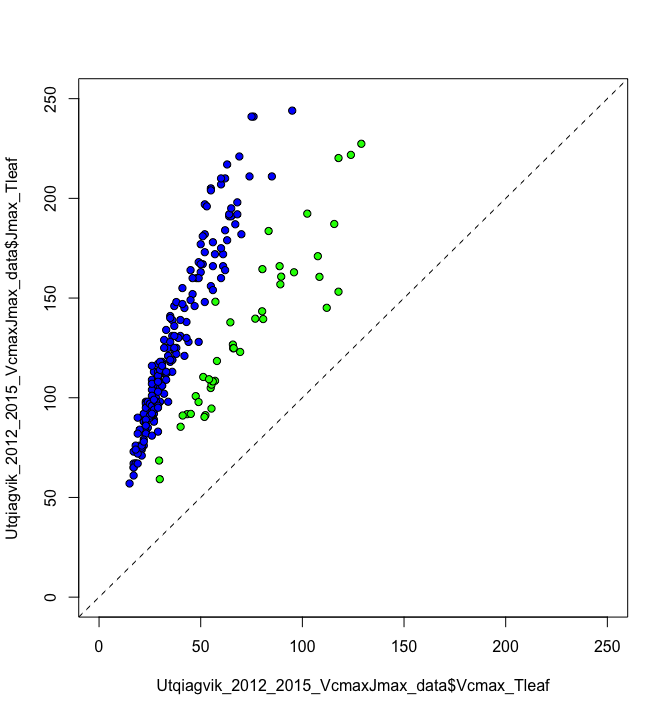 Utqiagvik_2012_2015_VcmaxJmax_data$Jmax_Tleaf
250
200
150
100
50
0
0 50 100 150 200 250
Utqiagvik_2012_2015_VcmaxJmax_data$Vcmax_Tleaf